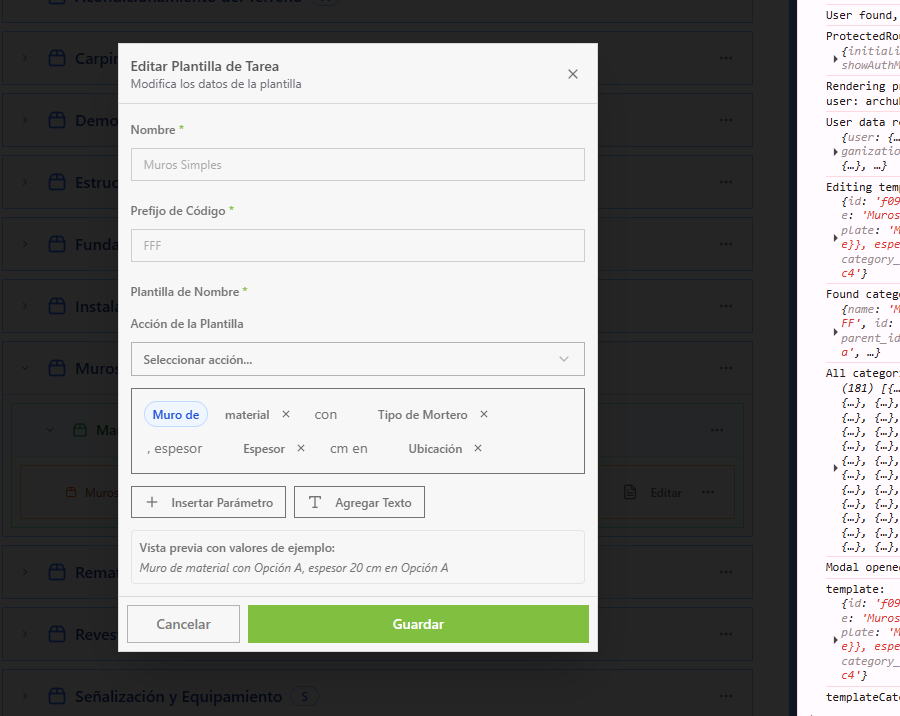 Acondicionamiento del Terreno
User found,
Editar Plantilla de Tarea
Modifica los datos de la plantilla
Nombre *
Muros Simples
Prefijo de Código *
FFF
Plantilla de Nombre *
Acción de la Plantilla
Seleccionar acción...
Muro de material × con Tipo de Mortero ×
, espesor Espesor × cm en Ubicación ×
+ Insertar Parámetro
T Agregar Texto
Vista previa con valores de ejemplo:
Muro de material con Opción A, espesor 20 cm en Opción A
Cancelar
Guardar
Carpi
Demo
Estruc
Funda
Instala
Muros
Ma
Muros
Editar
Rema
Reves
Señalización y Equipamiento
5
ProtectedRou
{initiali
showAuthM
Rendering p
user: archu
User data r
{user: {…
ganizatio
{…}, …}
Editing temp
{id: 'f09
e: 'Muros
plate: 'M
e}}, espe
category_
c4'}
Found catego
{name: 'M
FF', id:
parent_id
a', …}
All categori
(181) [{…
{…}, {…},
{…}, {…},
{…}, {…},
{…}, {…},
{…}, {…},
{…}, {…},
{…}, {…},
{…}, {…},
{…}, {…},
{…}, {…},
{…}, {…},
Modal opene
template:
{id: 'f09
e: 'Muros
plate: 'M
e}}, espe
category_
c4'}
templateCate